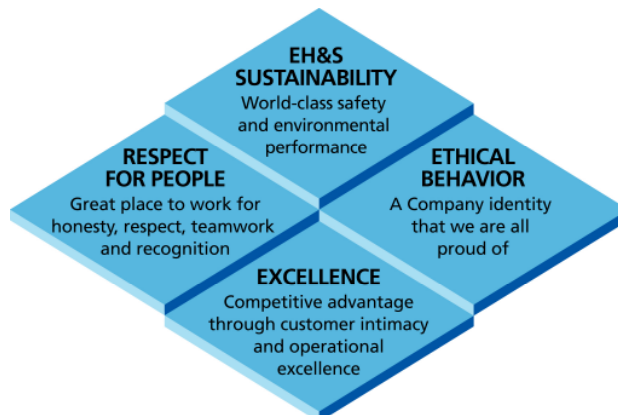 EH&S
SUSTAINABILITY
World-class safety
and environmental
performance
RESPECT
FOR PEOPLE
Great place to work for
honesty, respect, teamwork
and recognition
ETHICAL
BEHAVIOR
A Company identity
that we are all
proud of
EXCELLENCE
Competitive advantage
through customer intimacy
and operational
excellence